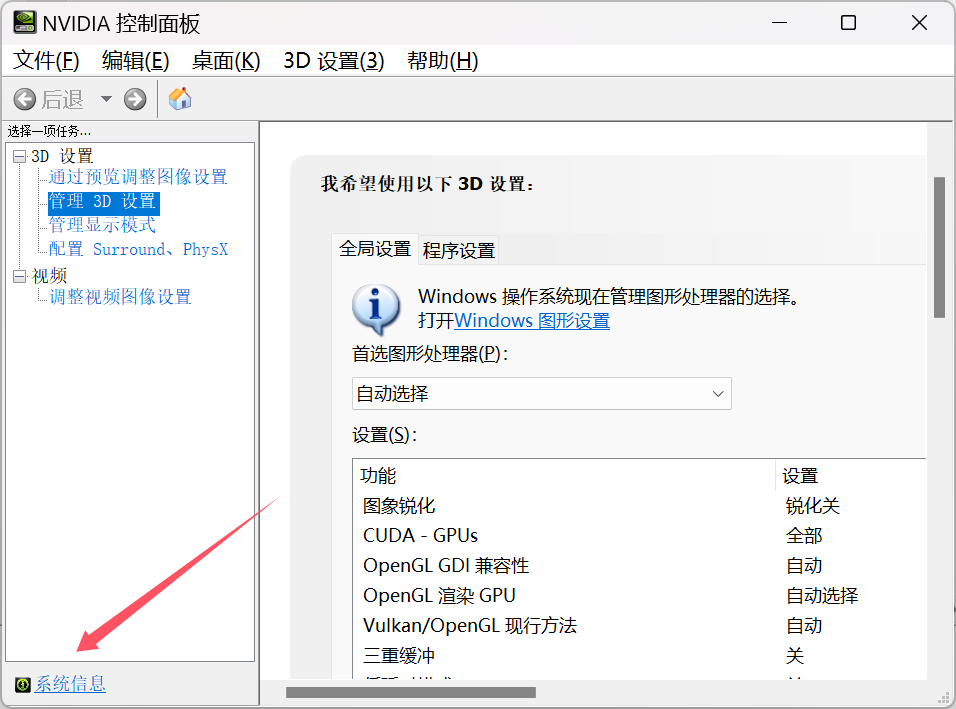 NVIDIA 控制面板
文件(F) 编辑(E) 桌面(K) 3D 设置(3) 帮助(H)
后退
选择一项任务...
3D 设置
通过预览调整图像设置
管理 3D 设置
管理显示模式
配置 Surround、PhysX
视频
调整视频图像设置
系统信息
我希望使用以下 3D 设置:
全局设置 程序设置
Windows 操作系统现在管理图形处理器的选择。
打开Windows 图形设置
首选图形处理器(P):
自动选择
设置(S):
功能 设置
图象锐化 锐化关
CUDA - GPUs 全部
OpenGL GDI 兼容性 自动
OpenGL 渲染 GPU 自动选择
Vulkan/OpenGL 现行方法 自动
三重缓冲 关